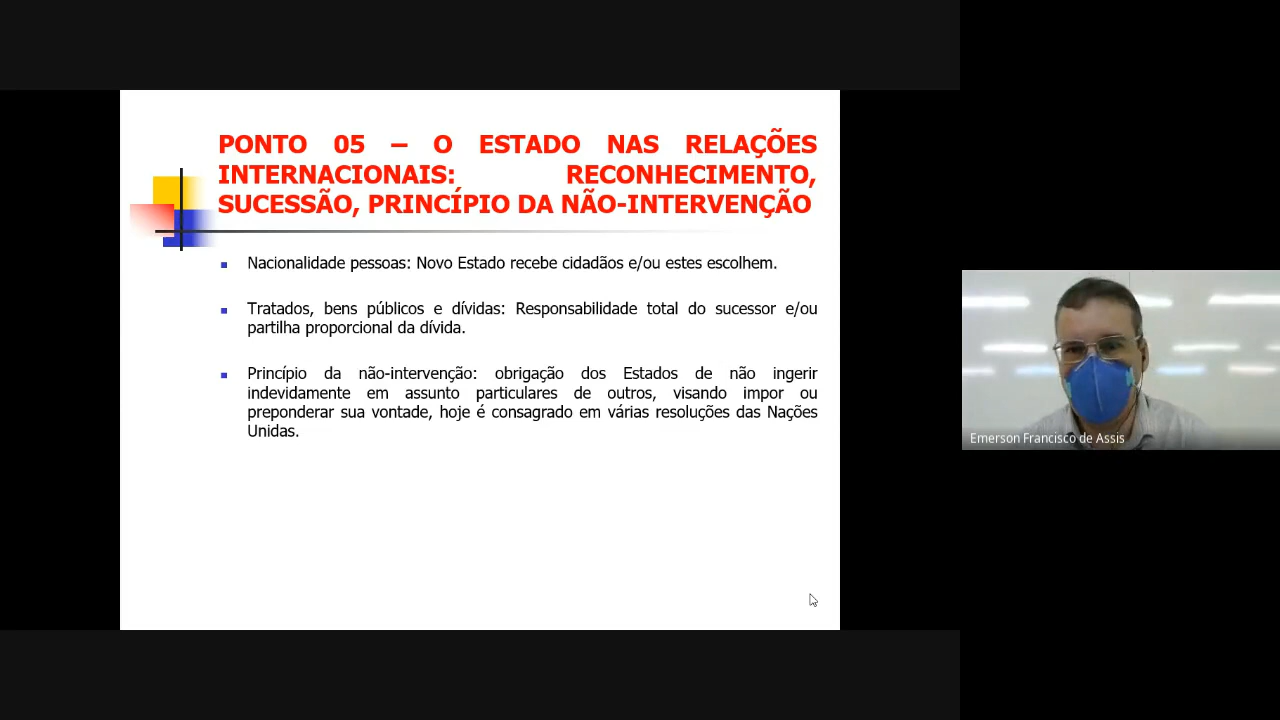 PONTO 05 – O ESTADO NAS RELAÇÕES
INTERNACIONAIS: RECONHECIMENTO,
SUCESSÃO, PRINCÍPIO DA NÃO-INTERVENÇÃO
Nacionalidade pessoas: Novo Estado recebe cidadãos e/ou estes escolhem.
Tratados, bens públicos e dívidas: Responsabilidade total do sucessor e/ou
partilha proporcional da dívida.
Princípio da não-intervenção: obrigação dos Estados de não ingerir
indevidamente em assunto particulares de outros, visando impor ou
preponderar sua vontade, hoje é consagrado em várias resoluções das Nações
Unidas.
Emerson Francisco de Assis